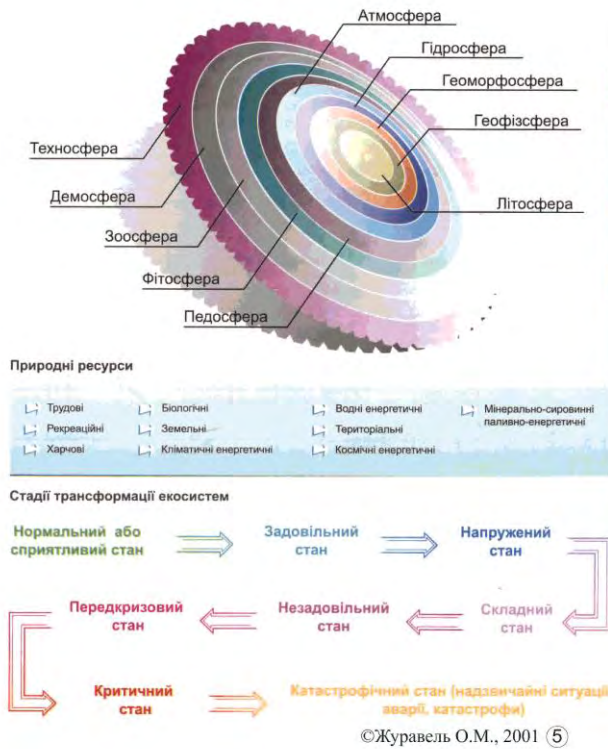 Атмосфера
Гідросфера
Геоморфосфера
Геофізсфера
Літосфера
Техносфера
Демосфера
Зоосфера
Фітосфера
Педосфера
Природні ресурси
Трудові
Рекреаційні
Харчові
Біологічні
Земельні
Кліматичні енергетичні
Водні енергетичні
Територіальні
Космічні енергетичні
Мінерально-сировинні
паливно-енергетичні
Стадії трансформації екосистем
Нормальний або
сприятливий стан
Задовільний
стан
Напружений
стан
Складний
стан
Незадовільний
стан
Передкризовий
стан
Критичний
стан
Катастрофічний стан (надзвичайні ситуації
аварії, катастрофи)
©Журавель О.М., 2001 5